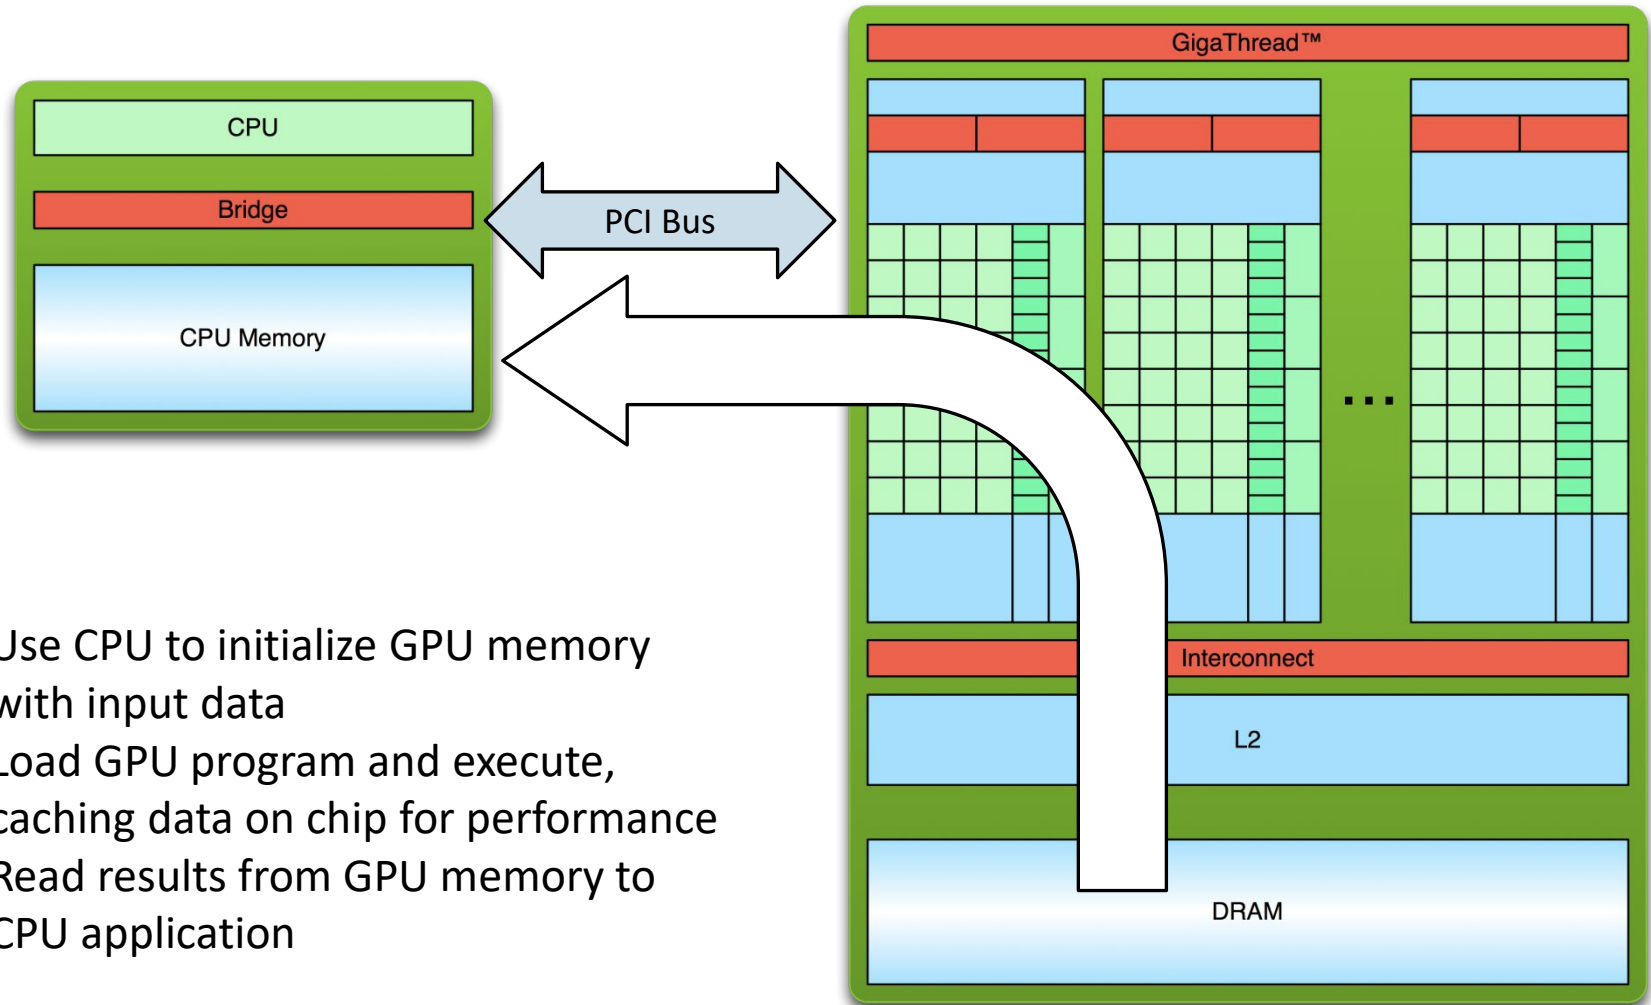 GigaThread™
CPU
Bridge
PCI Bus
CPU Memory
...
Use CPU to initialize GPU memory
with input data
Load GPU program and execute,
caching data on chip for performance
Read results from GPU memory to
CPU application
Interconnect
L2
DRAM